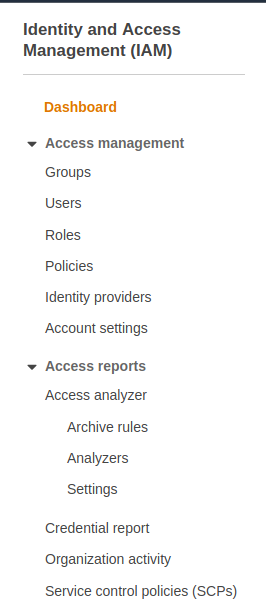 Identity and Access
Management (IAM)
Dashboard
Access management
Groups
Users
Roles
Policies
Identity providers
Account settings
Access reports
Access analyzer
Archive rules
Analyzers
Settings
Credential report
Organization activity
Service control policies (SCPs)